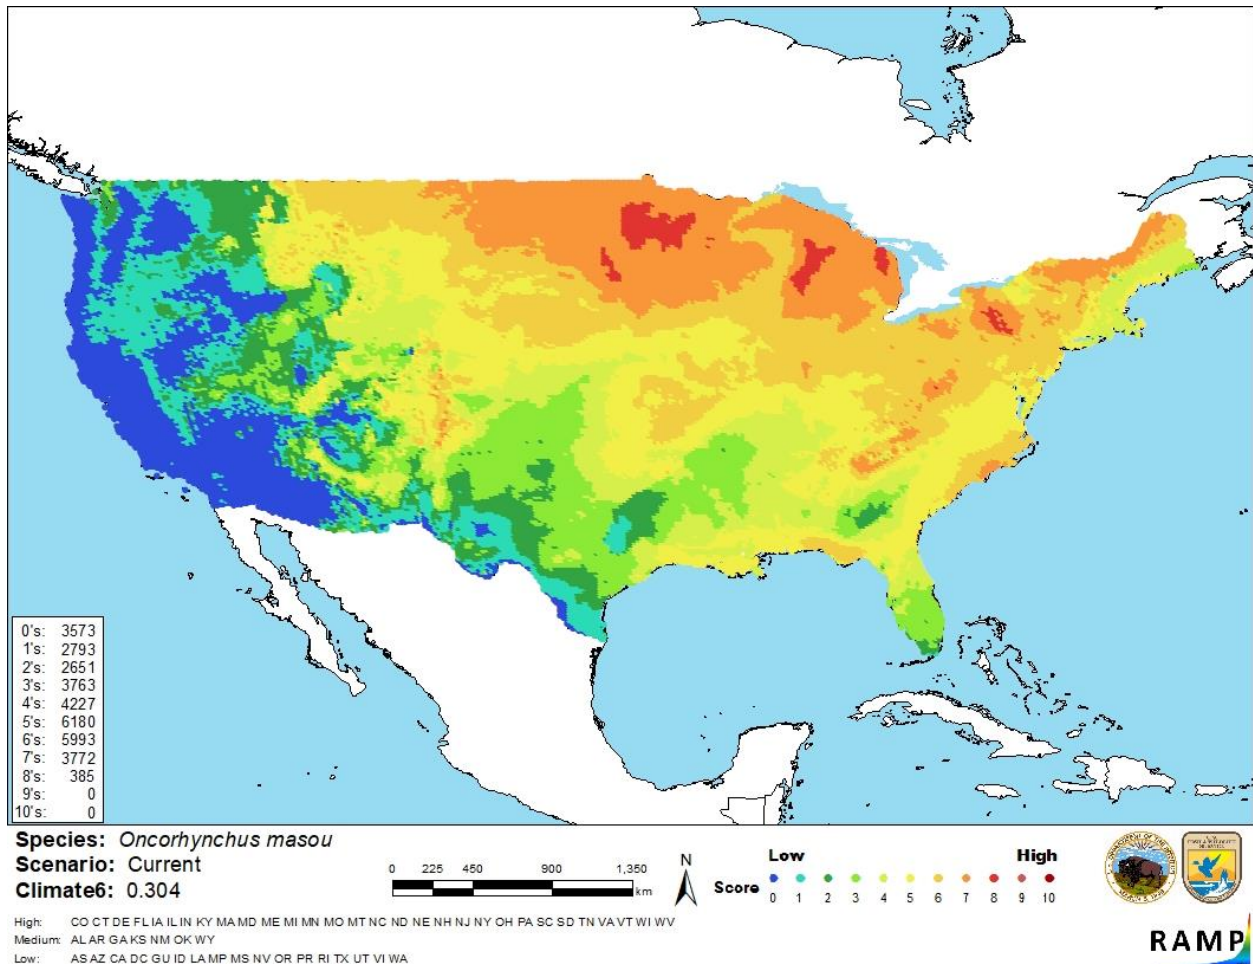 0's: 3573
1's: 2793
2's: 2651
3's: 3763
4's: 4227
5's: 6180
6's: 5993
7's: 3772
8's: 385
9's: 0
10's: 0
Species: Oncorhynchus masou
Scenario: Current
Climate6: 0.304
0 225 450 900 1,350
km
N
Low High
Score 0 1 2 3 4 5 6 7 8 9 10
High: CO CT DE FL IA IL IN KY MA MD ME MI MN MO MT NC ND NE NH NJ NY OH PA SC SD TN VA VT WI WV
Medium: AL AR GA KS NM OK WY
Low: AS AZ CA DC GU ID LA MP MS NV OR PR RI TX UT VI WA
RAMP